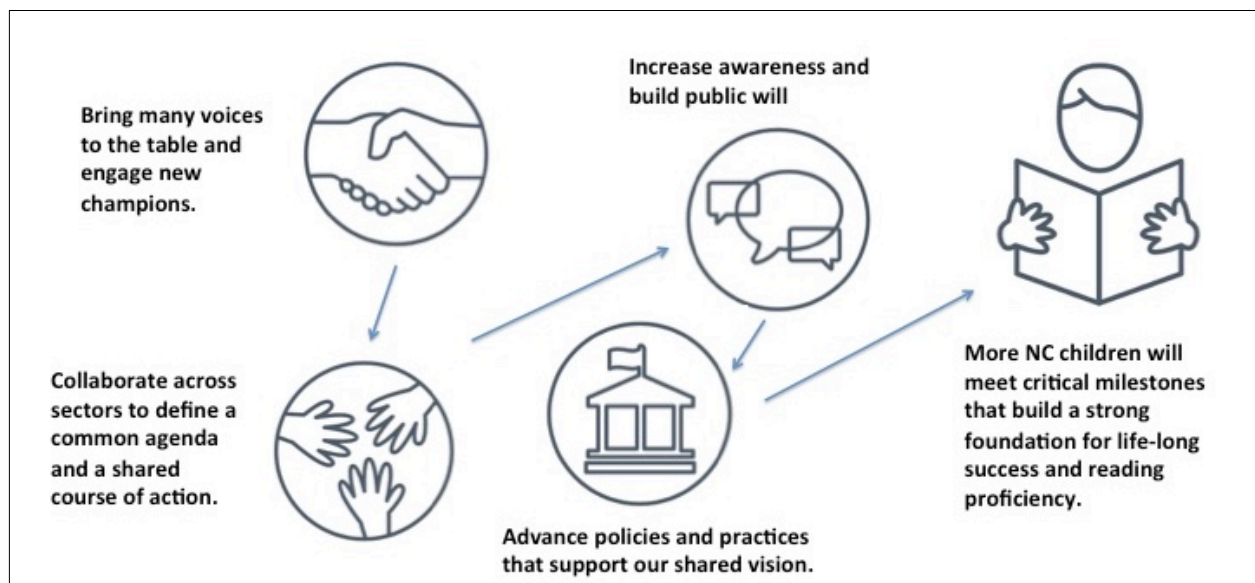 Bring many voices
to the table and
engage new
champions.
Collaborate across
sectors to define a
common agenda
and a shared
course of action.
Increase awareness and
build public will
Advance policies and practices
that support our shared vision.
More NC children will
meet critical milestones
that build a strong
foundation for life-long
success and reading
proficiency.